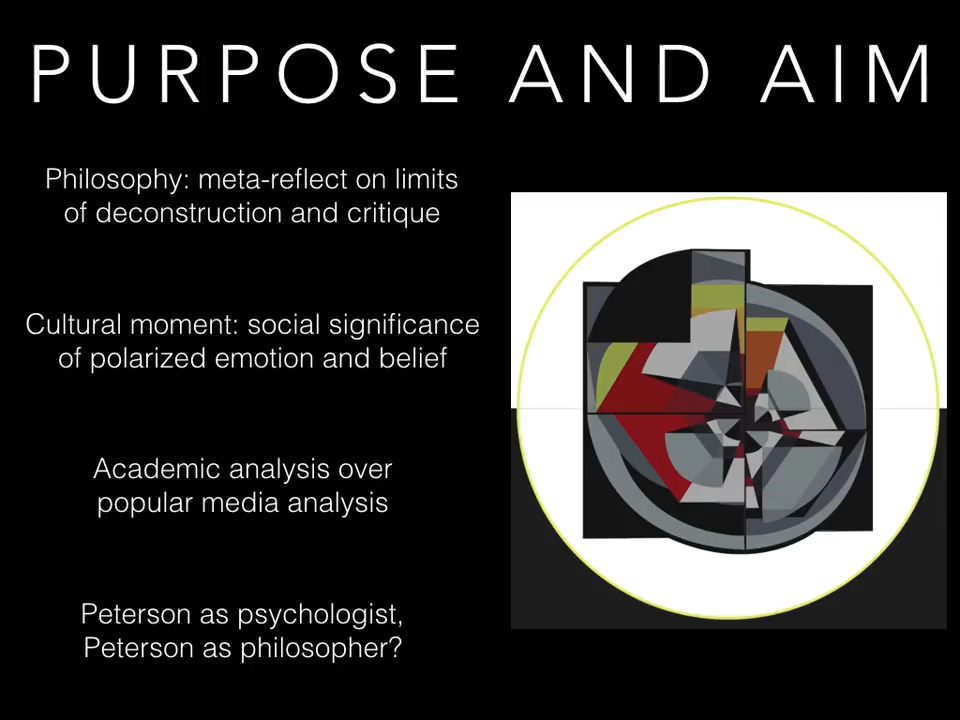 PURPOSE AND AIM
Philosophy: meta-reflect on limits
of deconstruction and critique
Cultural moment: social significance
of polarized emotion and belief
Academic analysis over
popular media analysis
Peterson as psychologist,
Peterson as philosopher?